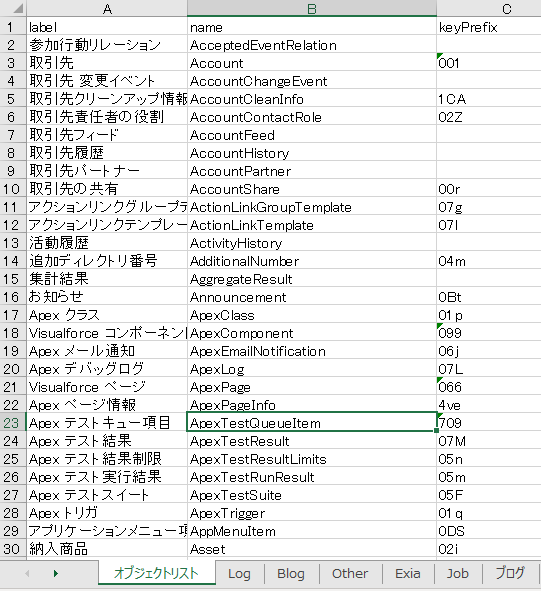 A B C
1 label name keyPrefix
2 参加行動リレーション AcceptedEventRelation
3 取引先 Account 001
4 取引先 変更イベント AccountChangeEvent
5 取引先クリーンアップ情報 AccountCleanInfo 1CA
6 取引先責任者の役割 AccountContactRole 02Z
7 取引先フィード AccountFeed
8 取引先履歴 AccountHistory
9 取引先パートナー AccountPartner
10 取引先の共有 AccountShare 00r
11 アクションリンクグループテ ActionLinkGroupTemplate 07g
12 アクションリンクテンプレー ActionLinkTemplate 07l
13 活動履歴 ActivityHistory
14 追加ディレクトリ番号 AdditionalNumber 04m
15 集計結果 AggregateResult
16 お知らせ Announcement 0Bt
17 Apex クラス ApexClass 01p
18 Visualforce コンポーネン ApexComponent 099
19 Apex メール通知 ApexEmailNotification 06j
20 Apex デバッグログ ApexLog 07L
21 Visualforce ページ ApexPage 066
22 Apex ページ情報 ApexPageInfo 4ve
23 Apex テストキュー項目 ApexTestQueueItem 709
24 Apex テスト結果 ApexTestResult 07M
25 Apex テスト結果制限 ApexTestResultLimits 05n
26 Apex テスト実行結果 ApexTestRunResult 05m
27 Apex テストスイート ApexTestSuite 05F
28 Apex トリガ ApexTrigger 01q
29 アプリケーションメニュー項 AppMenuItem 0DS
30 納入商品 Asset 02i
オブジェクトリスト Log Blog Other Exia Job ブログ